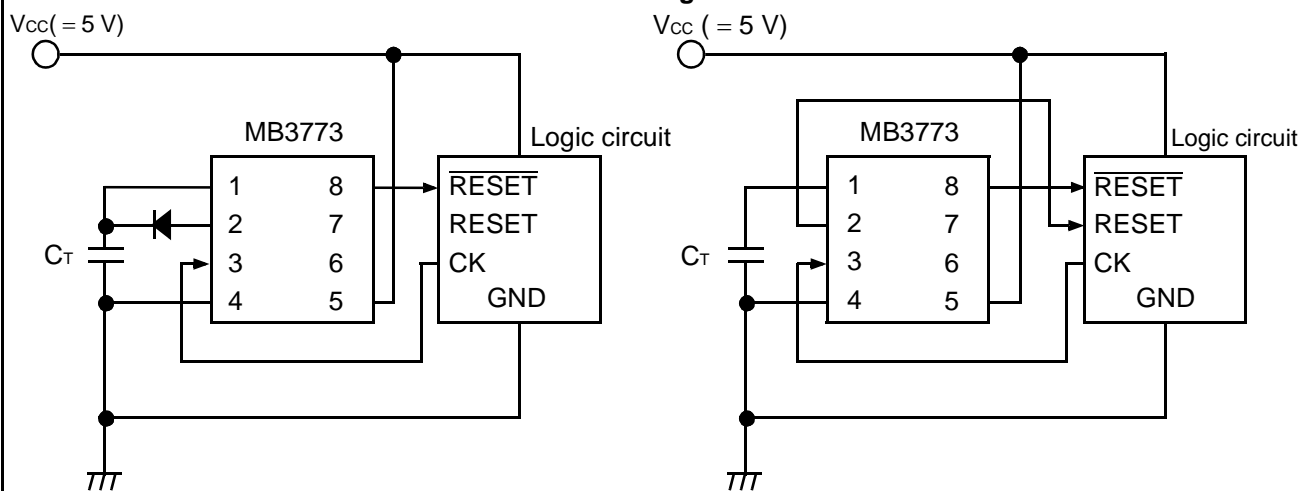 Vcc( = 5 V)
MB3773
Logic circuit
1 8
2 7
3 6
4 5
RESET
RESET
CK
GND
CT
Vcc ( = 5 V)
MB3773
Logic circuit
1 8
2 7
3 6
4 5
RESET
RESET
CK
GND
CT